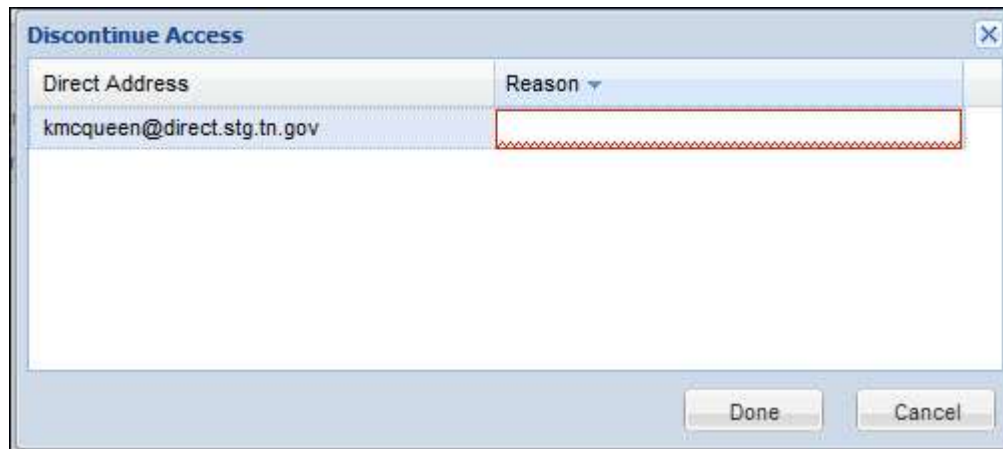 Discontinue Access
Direct Address Reason
kmcqueen@direct.stg.tn.gov
Done Cancel